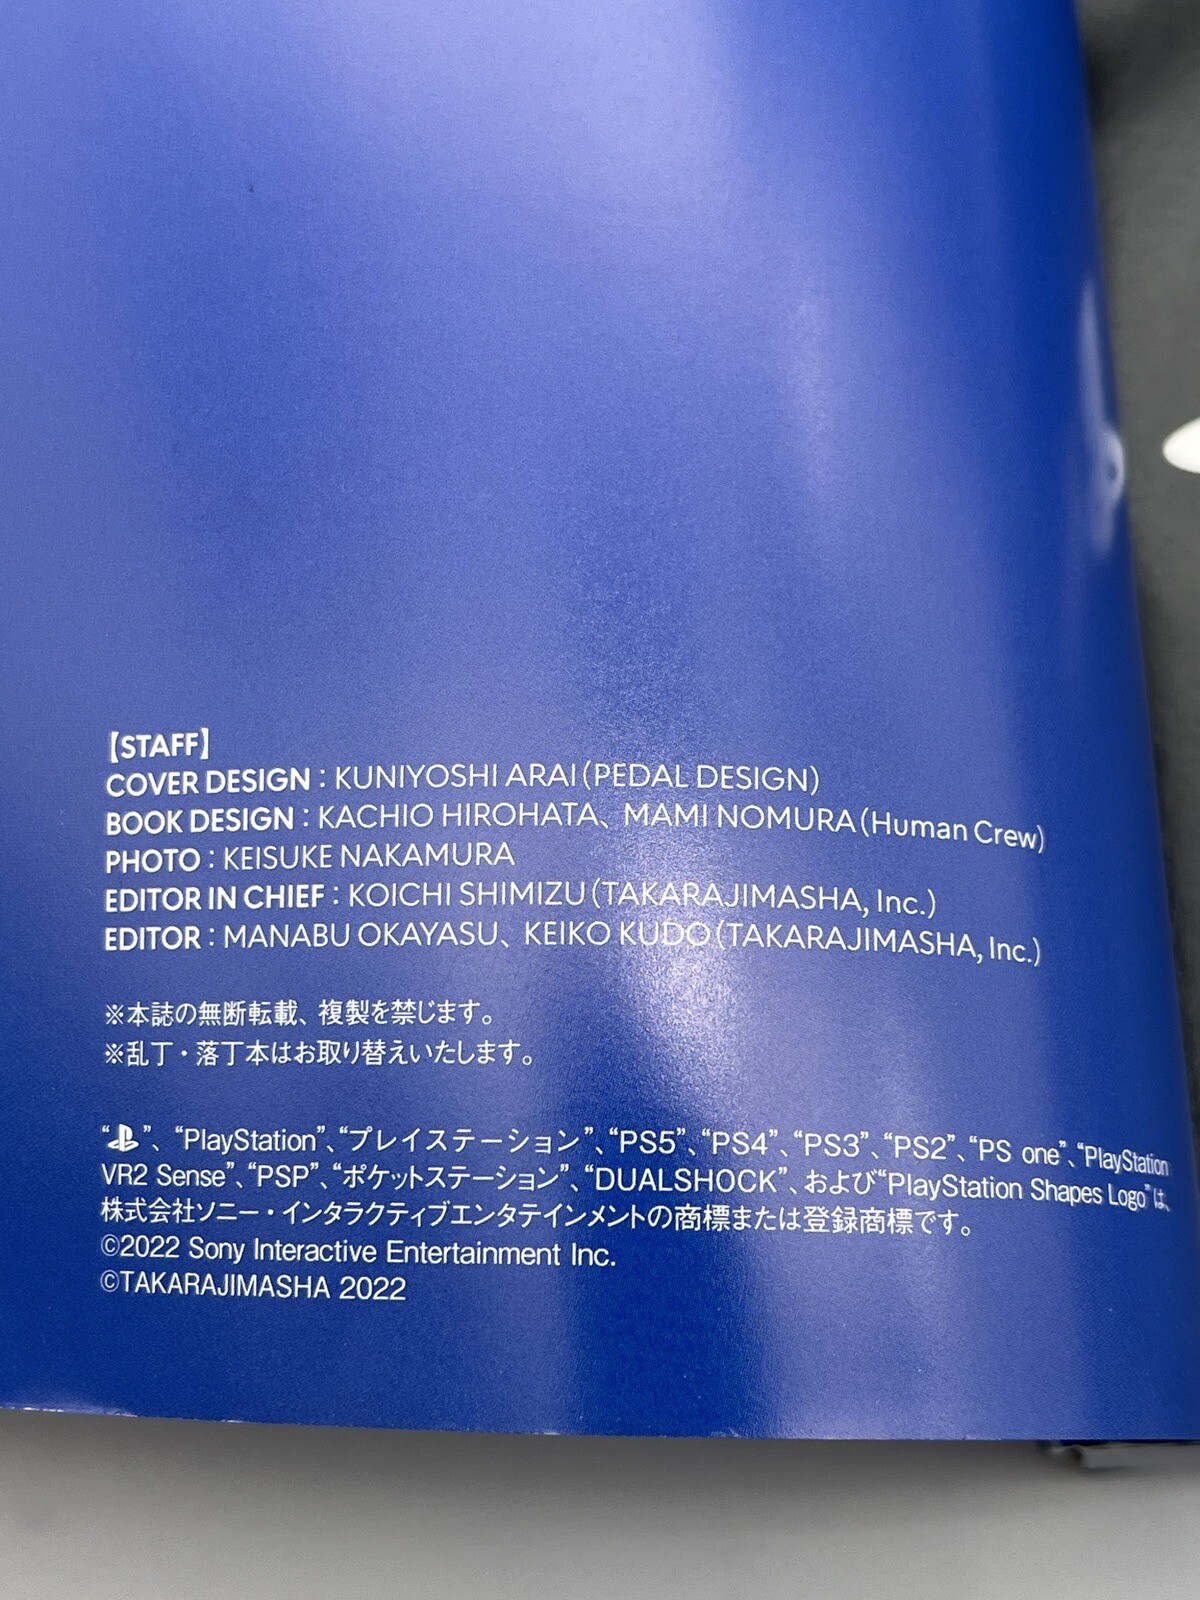 【STAFF】
COVER DESIGN : KUNIYOSHI ARAI (PEDAL DESIGN)
BOOK DESIGN : KACHIO HIROHATA、MAMI NOMURA (Human Crew)
PHOTO : KEISUKE NAKAMURA
EDITOR IN CHIEF : KOICHI SHIMIZU (TAKARAJIMASHA, Inc.)
EDITOR : MANABU OKAYASU、KEIKO KUDO (TAKARAJIMASHA, Inc.)
※本誌の無断転載、複製を禁じます。
※乱丁・落丁本はお取り替えいたします。
“ ”、“PlayStation”、“プレイステーション”、“PS5”、“PS4”、“PS3”、“PS2”、“PS one”、“PlayStation
VR2 Sense”、“PSP”、“ポケットステーション”、“DUALSHOCK”、および“PlayStation Shapes Logo”は、
株式会社ソニー・インタラクティブエンタテインメントの商標または登録商標です。
©2022 Sony Interactive Entertainment Inc.
©TAKARAJIMASHA 2022